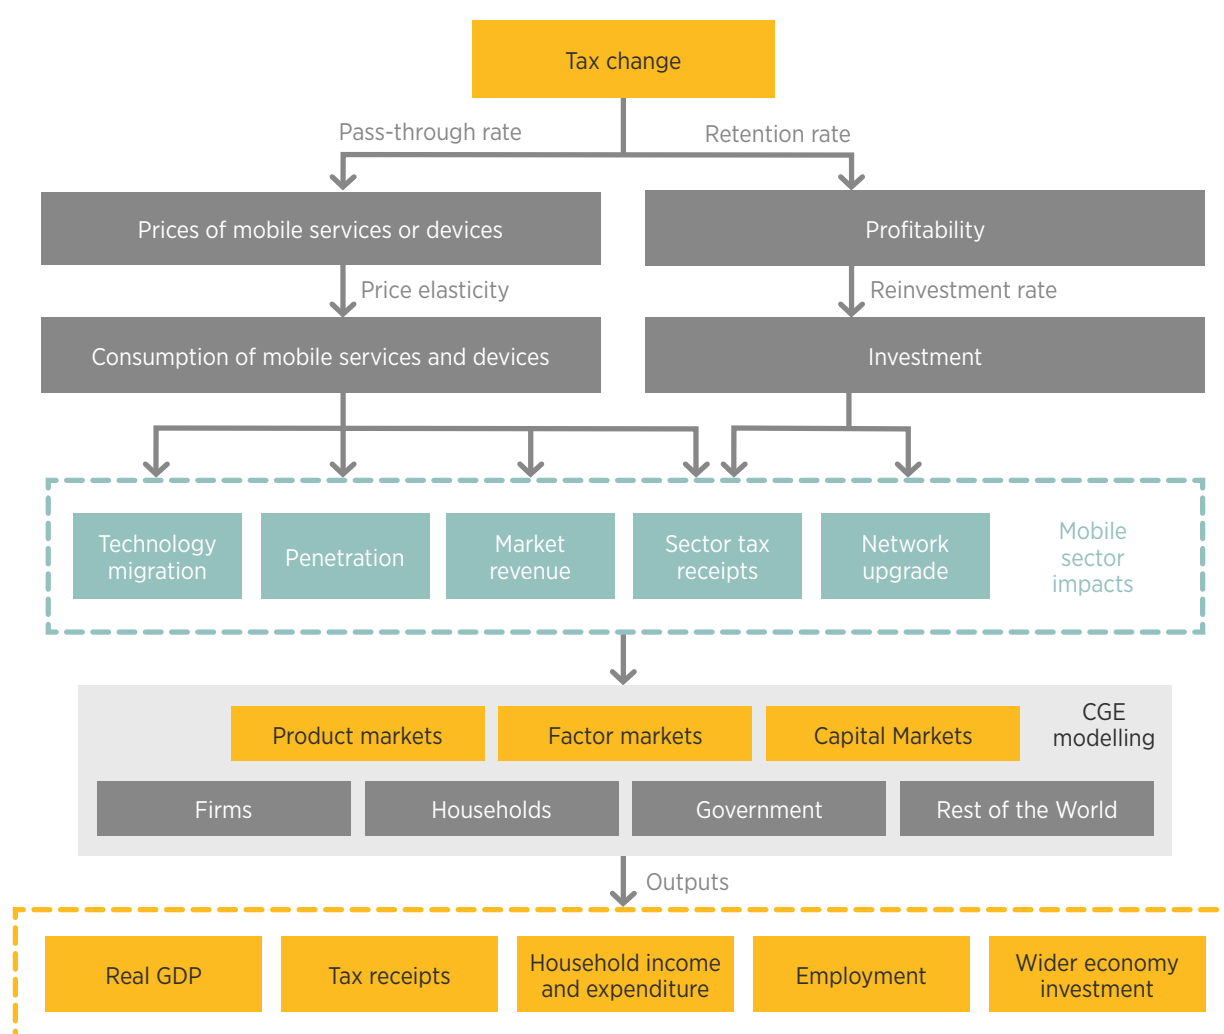 Tax change
Pass-through rate
Retention rate
Prices of mobile services or devices
Profitability
Price elasticity
Reinvestment rate
Consumption of mobile services and devices
Investment
Technology
migration
Penetration
Market
revenue
Sector tax
receipts
Network
upgrade
Mobile
sector
impacts
Product markets
Factor markets
Capital Markets
CGE
modelling
Firms
Households
Government
Rest of the World
Outputs
Real GDP
Tax receipts
Household income
and expenditure
Employment
Wider economy
investment